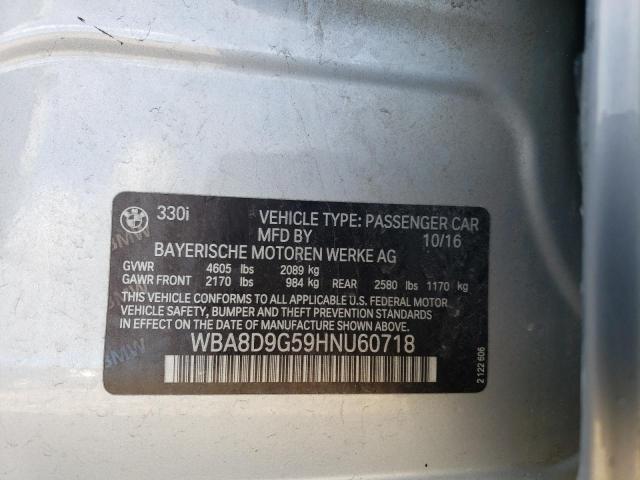 330i VEHICLE TYPE: PASSENGER CAR
MFD BY 10/16
BAYERISCHE MOTOREN WERKE AG
GVWR 4605 lbs 2089 kg
GAWR FRONT 2170 lbs 984 kg REAR 2580 lbs 1170 kg
THIS VEHICLE CONFORMS TO ALL APPLICABLE U.S. FEDERAL MOTOR
VEHICLE SAFETY, BUMPER AND THEFT PREVENTION STANDARDS
IN EFFECT ON THE DATE OF MANUFACTURE SHOWN ABOVE.
WBA8D9G59HNU60718
2 122 606
BMW
BMW